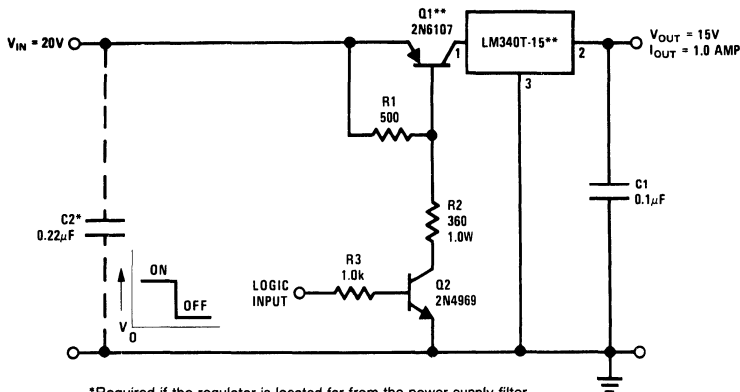 V_IN = 20V
Q1**
2N6107
1
LM340T-15**
2
3
V_OUT = 15V
I_OUT = 1.0 AMP
R1
500
C2*
0.22μF
R2
360
1.0W
C1
0.1μF
R3
1.0k
LOGIC
INPUT
Q2
2N4969
ON
OFF
V
0
*Required if the regulator is located far from the power supply filter